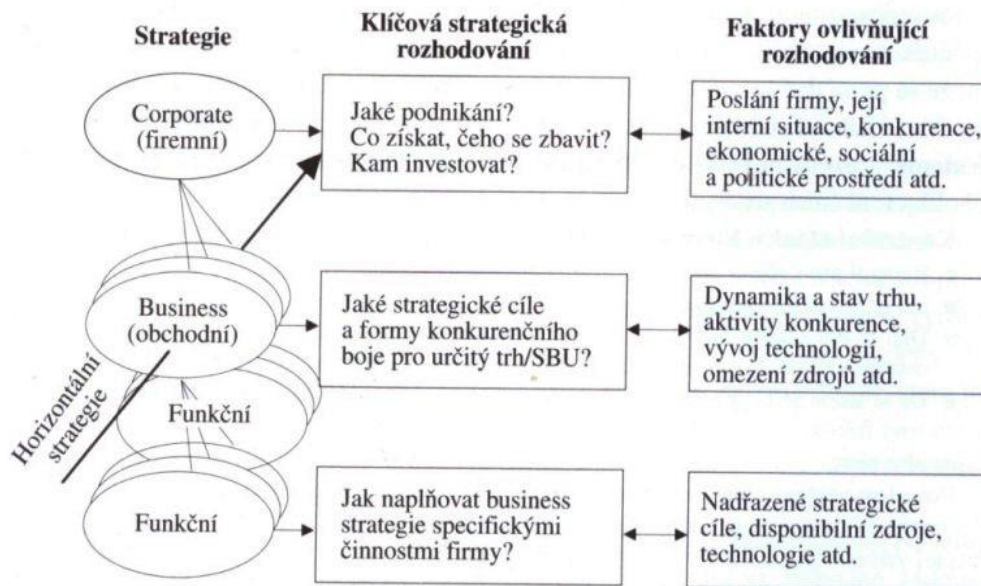 Strategie
Klíčová strategická
rozhodování
Faktory ovlivňující
rozhodování
Corporate
(firemní)
Jaké podnikání?
Co získat, čeho se zbavit?
Kam investovat?
Poslání firmy, její
interní situace, konkurence,
ekonomické, sociální
a politické prostředí atd.
Business
(obchodní)
Jaké strategické cíle
a formy konkurenčního
boje pro určitý trh/SBU?
Dynamika a stav trhu,
aktivity konkurence,
vývoj technologií,
omezení zdrojů atd.
Horizontální
strategie
Funkční
Funkční
Jak naplňovat business
strategie specifickými
činnostmi firmy?
Nadřazené strategické
cíle, disponibilní zdroje,
technologie atd.